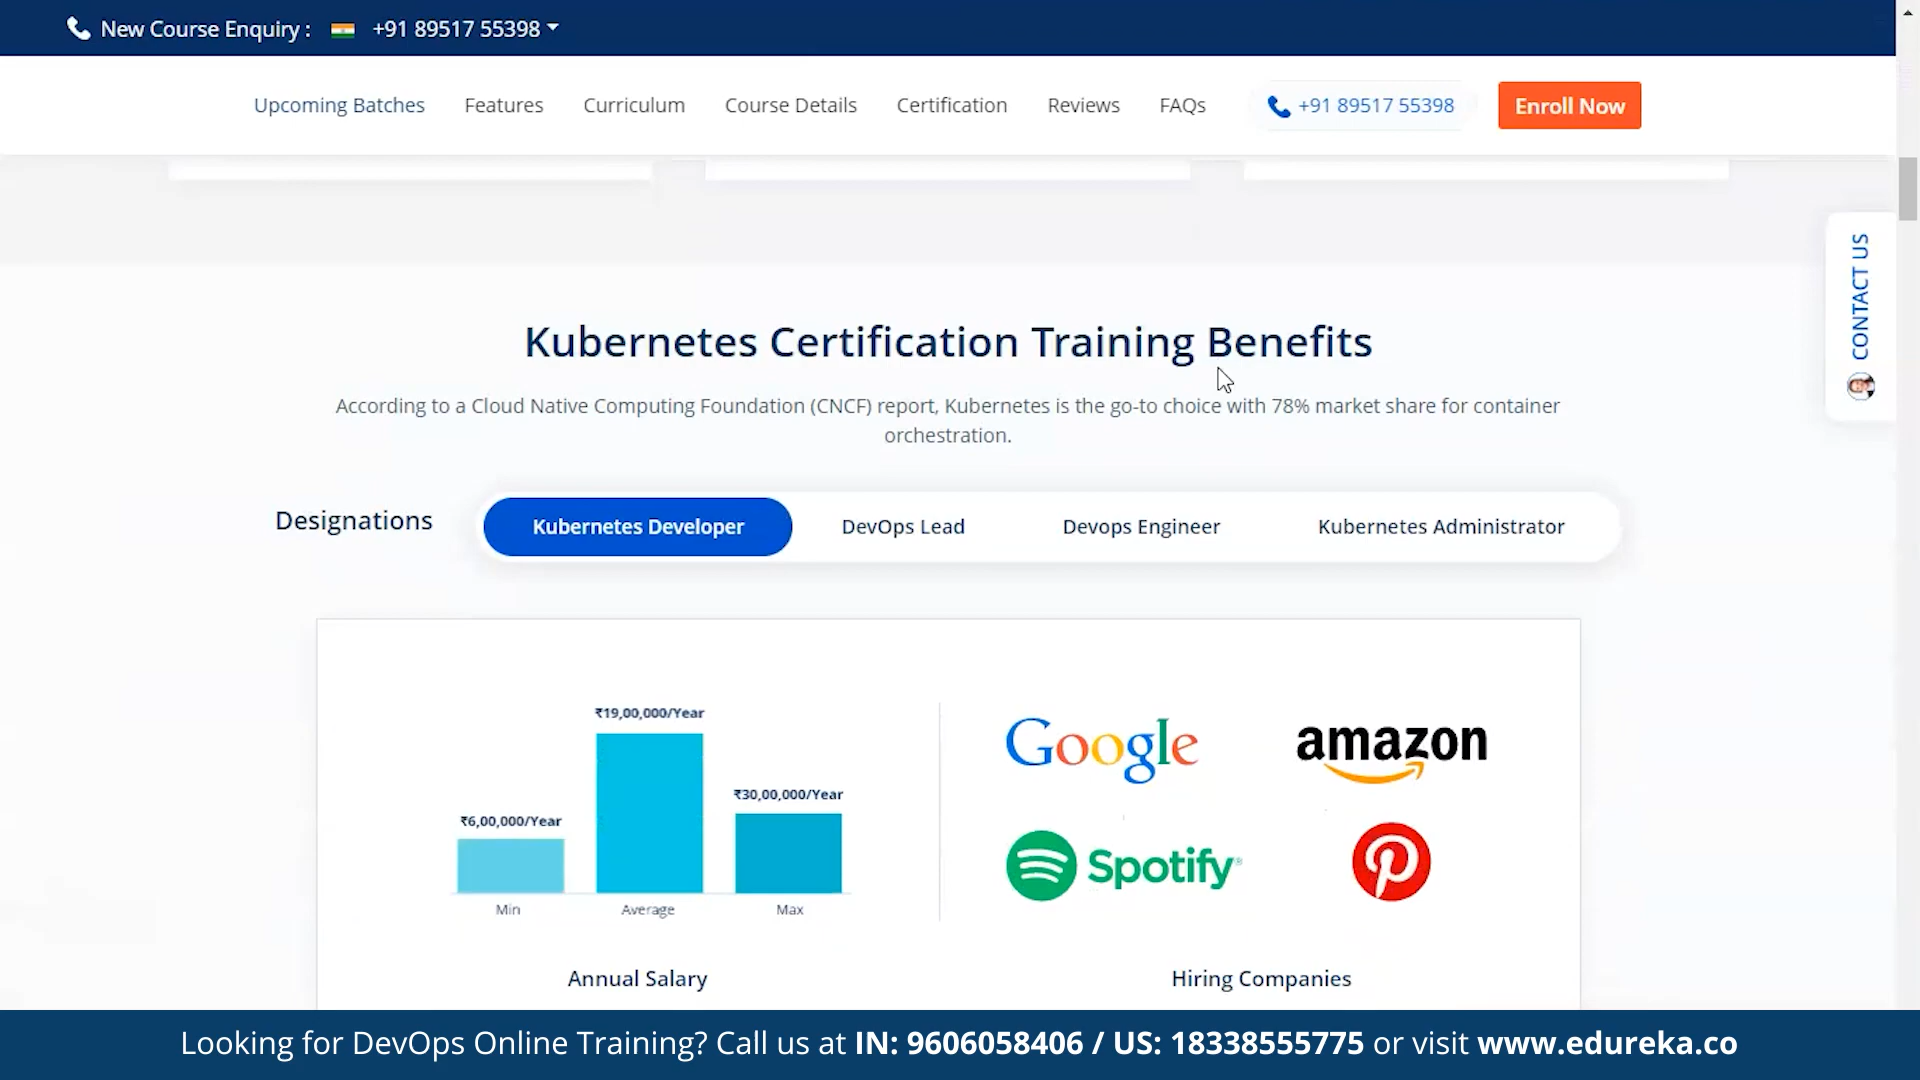 New Course Enquiry : +91 89517 55398
Upcoming Batches Features Curriculum Course Details Certification Reviews FAQs +91 89517 55398 Enroll Now
CONTACT US
Kubernetes Certification Training Benefits
According to a Cloud Native Computing Foundation (CNCF) report, Kubernetes is the go-to choice with 78% market share for container
orchestration.
Designations Kubernetes Developer DevOps Lead Devops Engineer Kubernetes Administrator
₹19,00,000/Year
₹30,00,000/Year
₹6,00,000/Year
Min Average Max
Annual Salary
Google amazon
Spotify
Hiring Companies
Looking for DevOps Online Training? Call us at IN: 9606058406 / US: 18338555775 or visit www.edureka.co